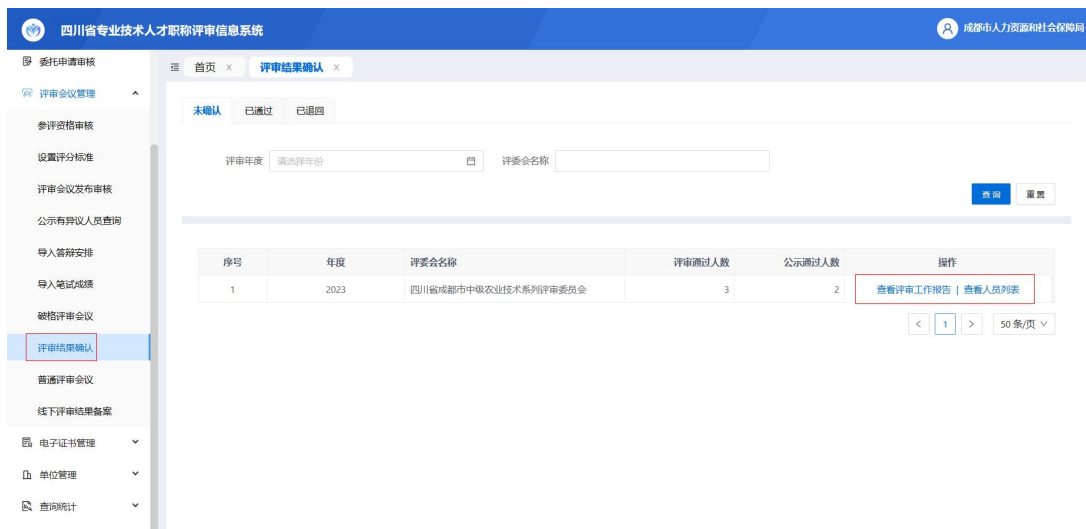 四川省专业技术人才职称评审信息系统
成都市人力资源和社会保障局
委托申请审核
评审会议管理
参评资格审核
设置评分标准
评审会议发布审核
公示有异议人员查询
导入答辩安排
导入笔试成绩
破格评审会议
评审结果确认
普通评审会议
线下评审结果备案
电子证书管理
单位管理
查询统计
首页 × 评审结果确认 ×
未确认 已通过 已退回
评审年度 请选择年份 评委会名称
查询 重置
序号 年度 评委会名称 评审通过人数 公示通过人数 操作
1 2023 四川省成都市中级农业技术系列评审委员会 3 2 查看评审工作报告 | 查看人员列表
< 1 > 50 条/页